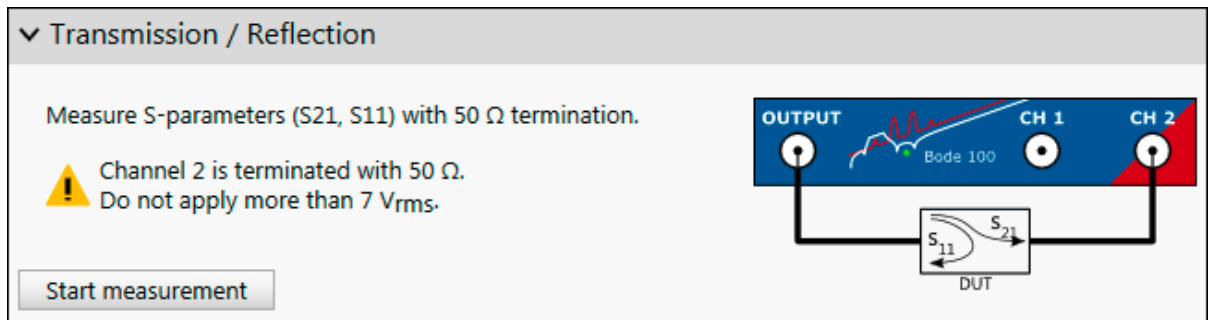 Transmission / Reflection
Measure S-parameters (S21, S11) with 50 Ω termination.
Channel 2 is terminated with 50 Ω.
Do not apply more than 7 Vrms.
Start measurement
OUTPUT
CH 1
CH 2
Bode 100
S11
S21
DUT